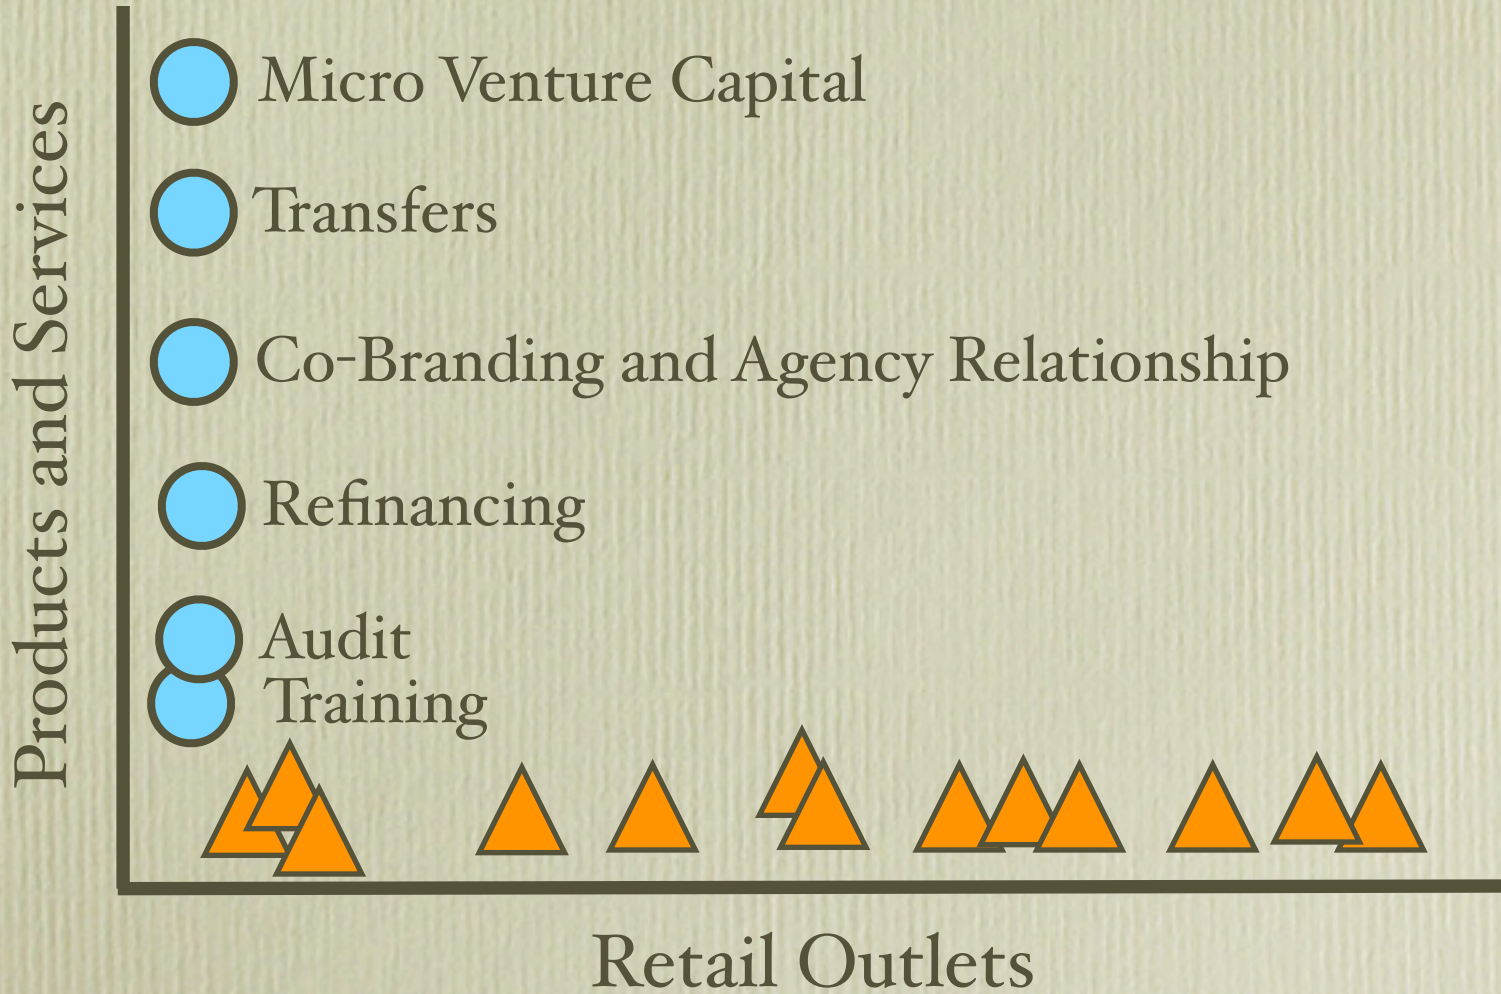 Products and Services
Micro Venture Capital
Transfers
Co-Branding and Agency Relationship
Refinancing
Audit
Training
Retail Outlets